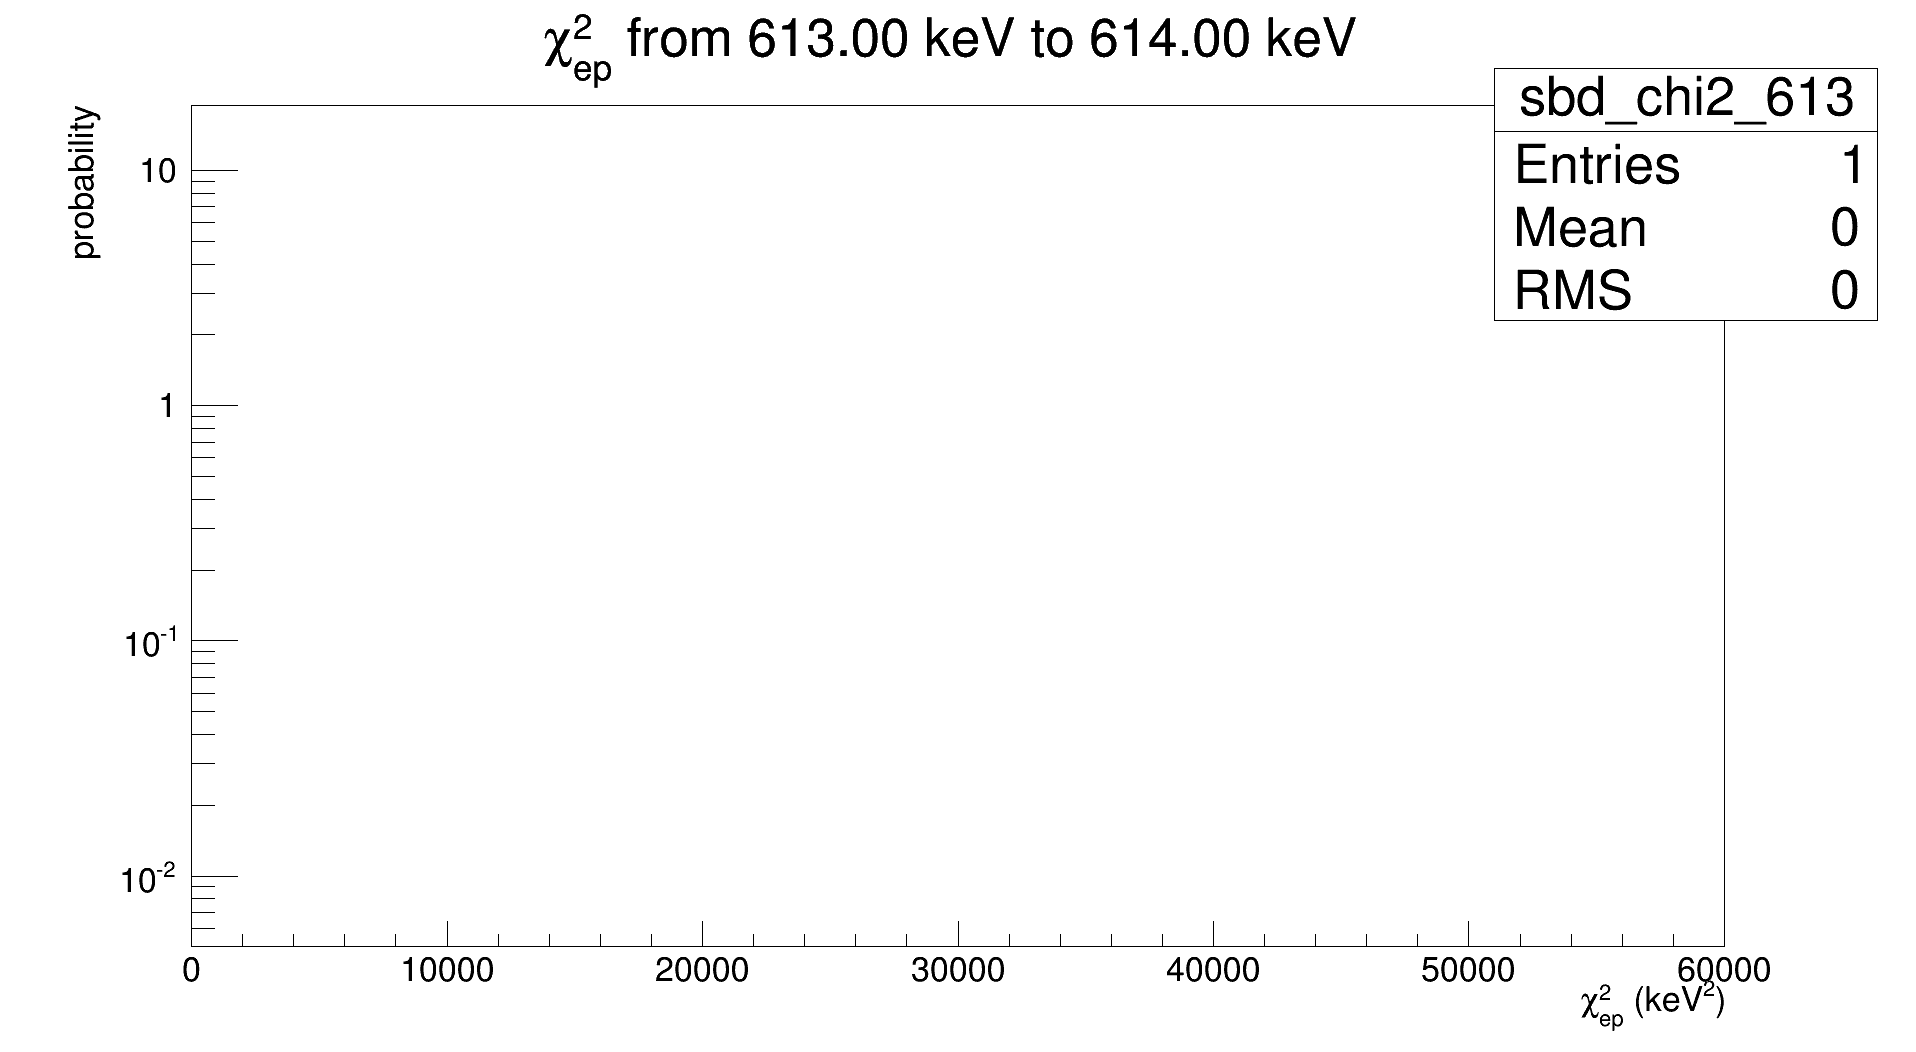 χ²ep from 613.00 keV to 614.00 keV
sbd_chi2_613
Entries 1
Mean 0
RMS 0
probability
10
1
10⁻¹
10⁻²
0 10000 20000 30000 40000 50000 60000
χ²ep (keV²)